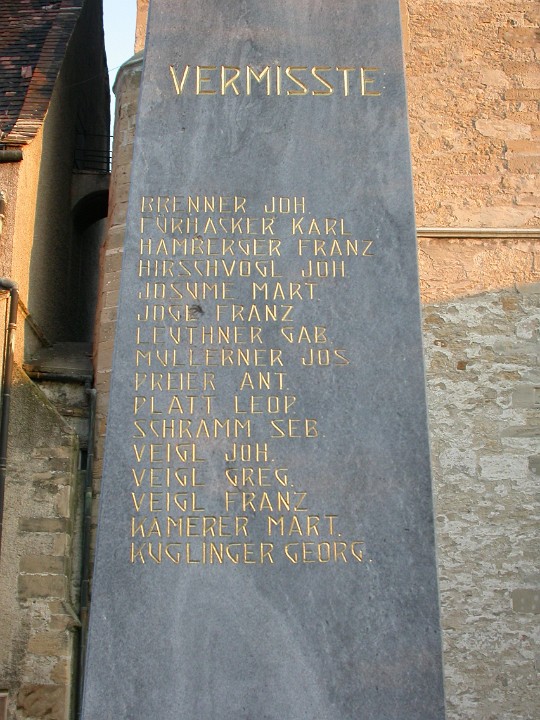 VERMISSTE
BRENNER JOH.
FÜRHACKER KARL
HAMBERGER FRANZ
HIRSCHVOGL JOH.
JOSUME MART.
JOGE FRANZ
LEUTHNER GAB.
MÜLLERNER JOS
PREIER ANT.
PLATT LEOP.
SCHRAMM SEB.
VEIGL JOH.
VEIGL GREG.
VEIGL FRANZ
KAMERER MART.
KUGLINGER GEORG.